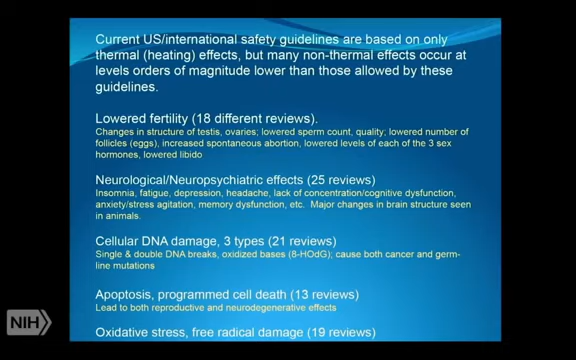 Current US/international safety guidelines are based on only
thermal (heating) effects, but many non-thermal effects occur at
levels orders of magnitude lower than those allowed by these
guidelines.
Lowered fertility (18 different reviews).
Changes in structure of testis, ovaries; lowered sperm count, quality; lowered number of
follicles (eggs), increased spontaneous abortion, lowered levels of each of the 3 sex
hormones, lowered libido
Neurological/Neuropsychiatric effects (25 reviews)
Insomnia, fatigue, depression, headache, lack of concentration/cognitive dysfunction,
anxiety/stress agitation, memory dysfunction, etc. Major changes in brain structure seen
in animals.
Cellular DNA damage, 3 types (21 reviews)
Single & double DNA breaks, oxidized bases (8-HOdG); cause both cancer and germ-
line mutations
Apoptosis, programmed cell death (13 reviews)
Lead to both reproductive and neurodegenerative effects
Oxidative stress, free radical damage (19 reviews)
NIH